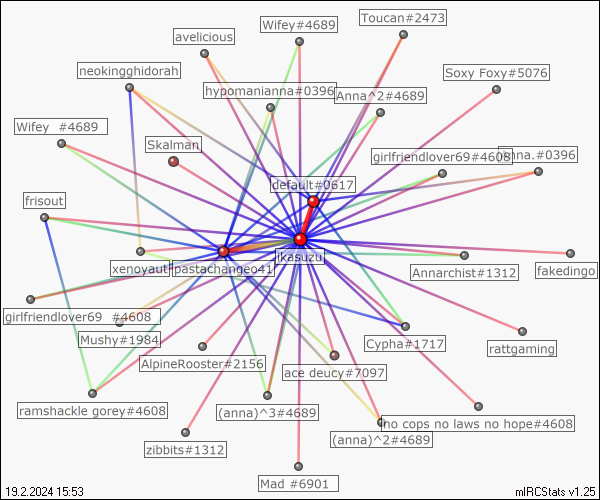 Wifey#4689
Toucan#2473
avelicious
neokingghidorah
Soxy Foxy#5076
hypomanianna#0396
Anna^2#4689
Wifey  #4689
Skalman
girlfriendlover69#4608
nna.#0396
default#0617
frisout
ikasuzu
xenoyauti
pastachangeo41
Annarchist#1312
fakedingo
girlfriendlover69  #4608
Mushy#1984
Cypha#1717
rattgaming
AlpineRooster#2156
ace deucy#7097
ramshackle gorey#4608
(anna)^3#4689
no cops no laws no hope#4608
(anna)^2#4689
zibbits#1312
Mad #6901
19.2.2024 15:53
mIRCStats v1.25